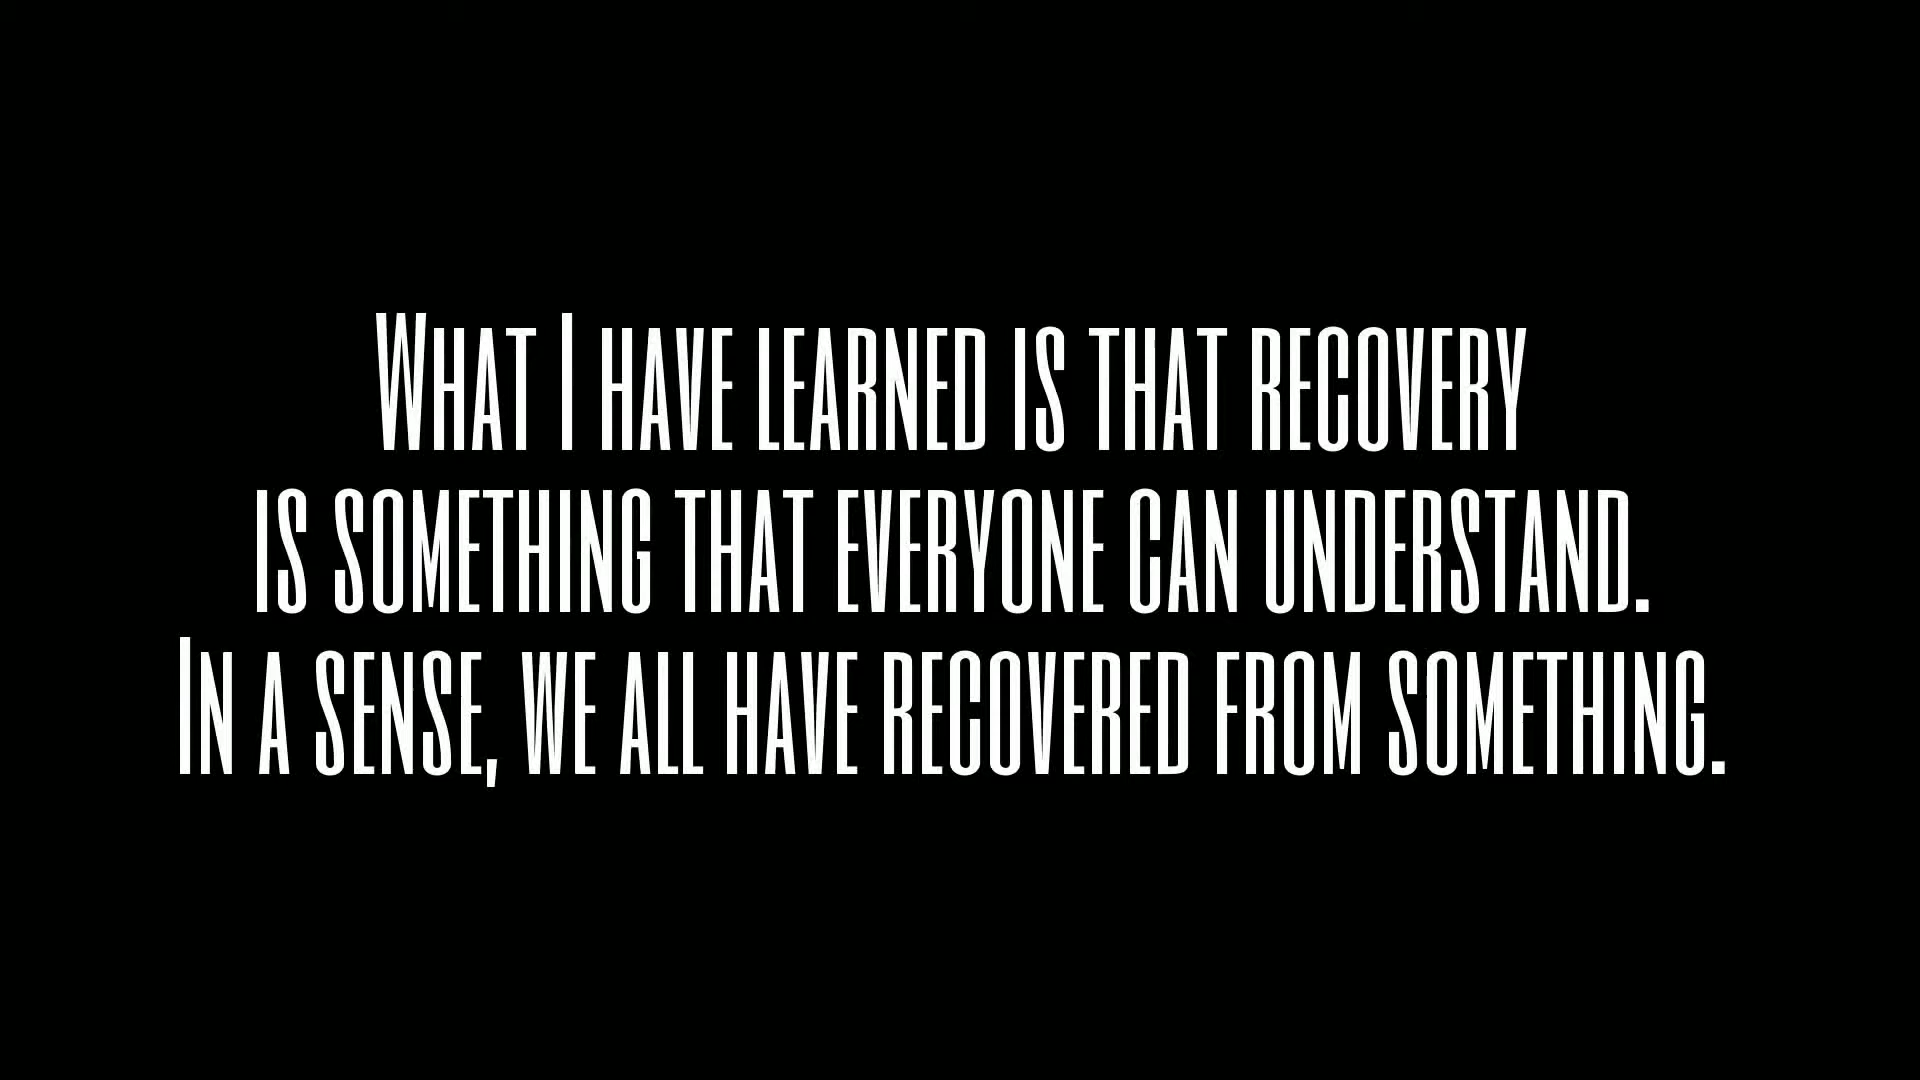 What I have learned is that recovery
is something that everyone can understand.
In a sense, we all have recovered from something.